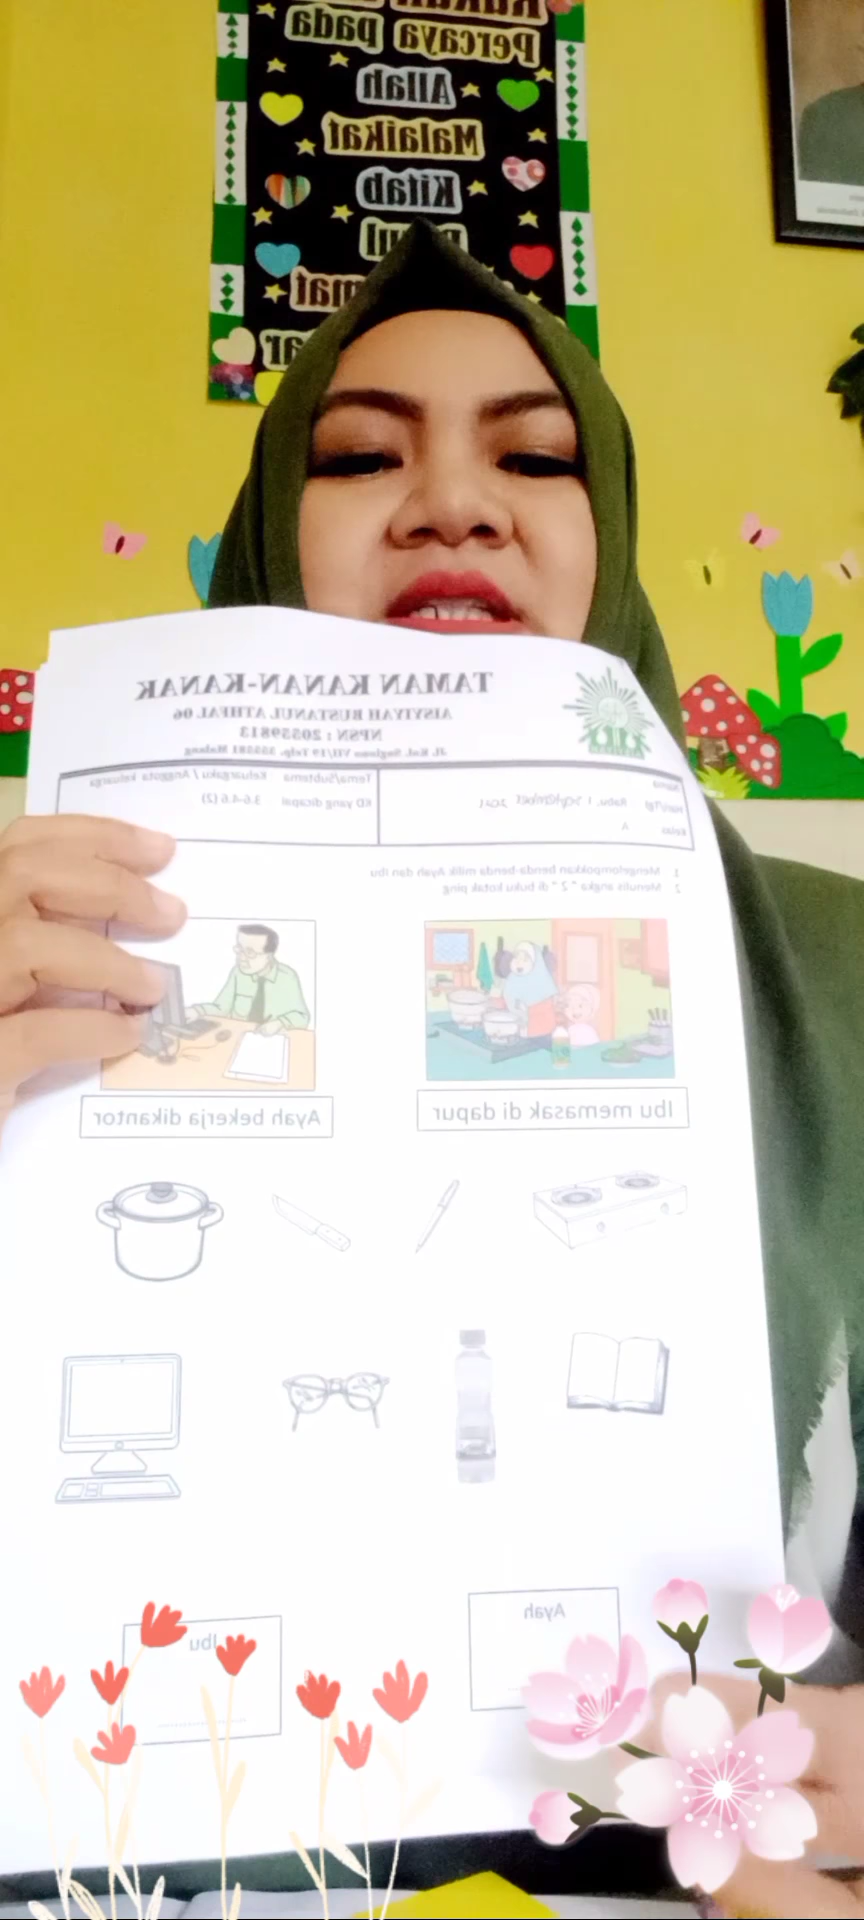 Percaya pada
Allah
Malaikat
Kitab
TAMAN KANAN-KANAK
AISYIYAH BUSTANUL ATHFAL 06
NPSN : 20539813
Nama
Hari/Tgl Rabu, 1 September 2021
Kelas A
Tema/Subtema Keluargaku / Anggota keluarga
KD yang dicapai 3.6-4.6 (2)
1. Mengelompokkan benda-benda milik Ayah dan Ibu
2. Menulis angka " 2 " di buku kotak ping
Ibu memasak di dapur
Ayah bekerja dikantor
Ayah
Ibu